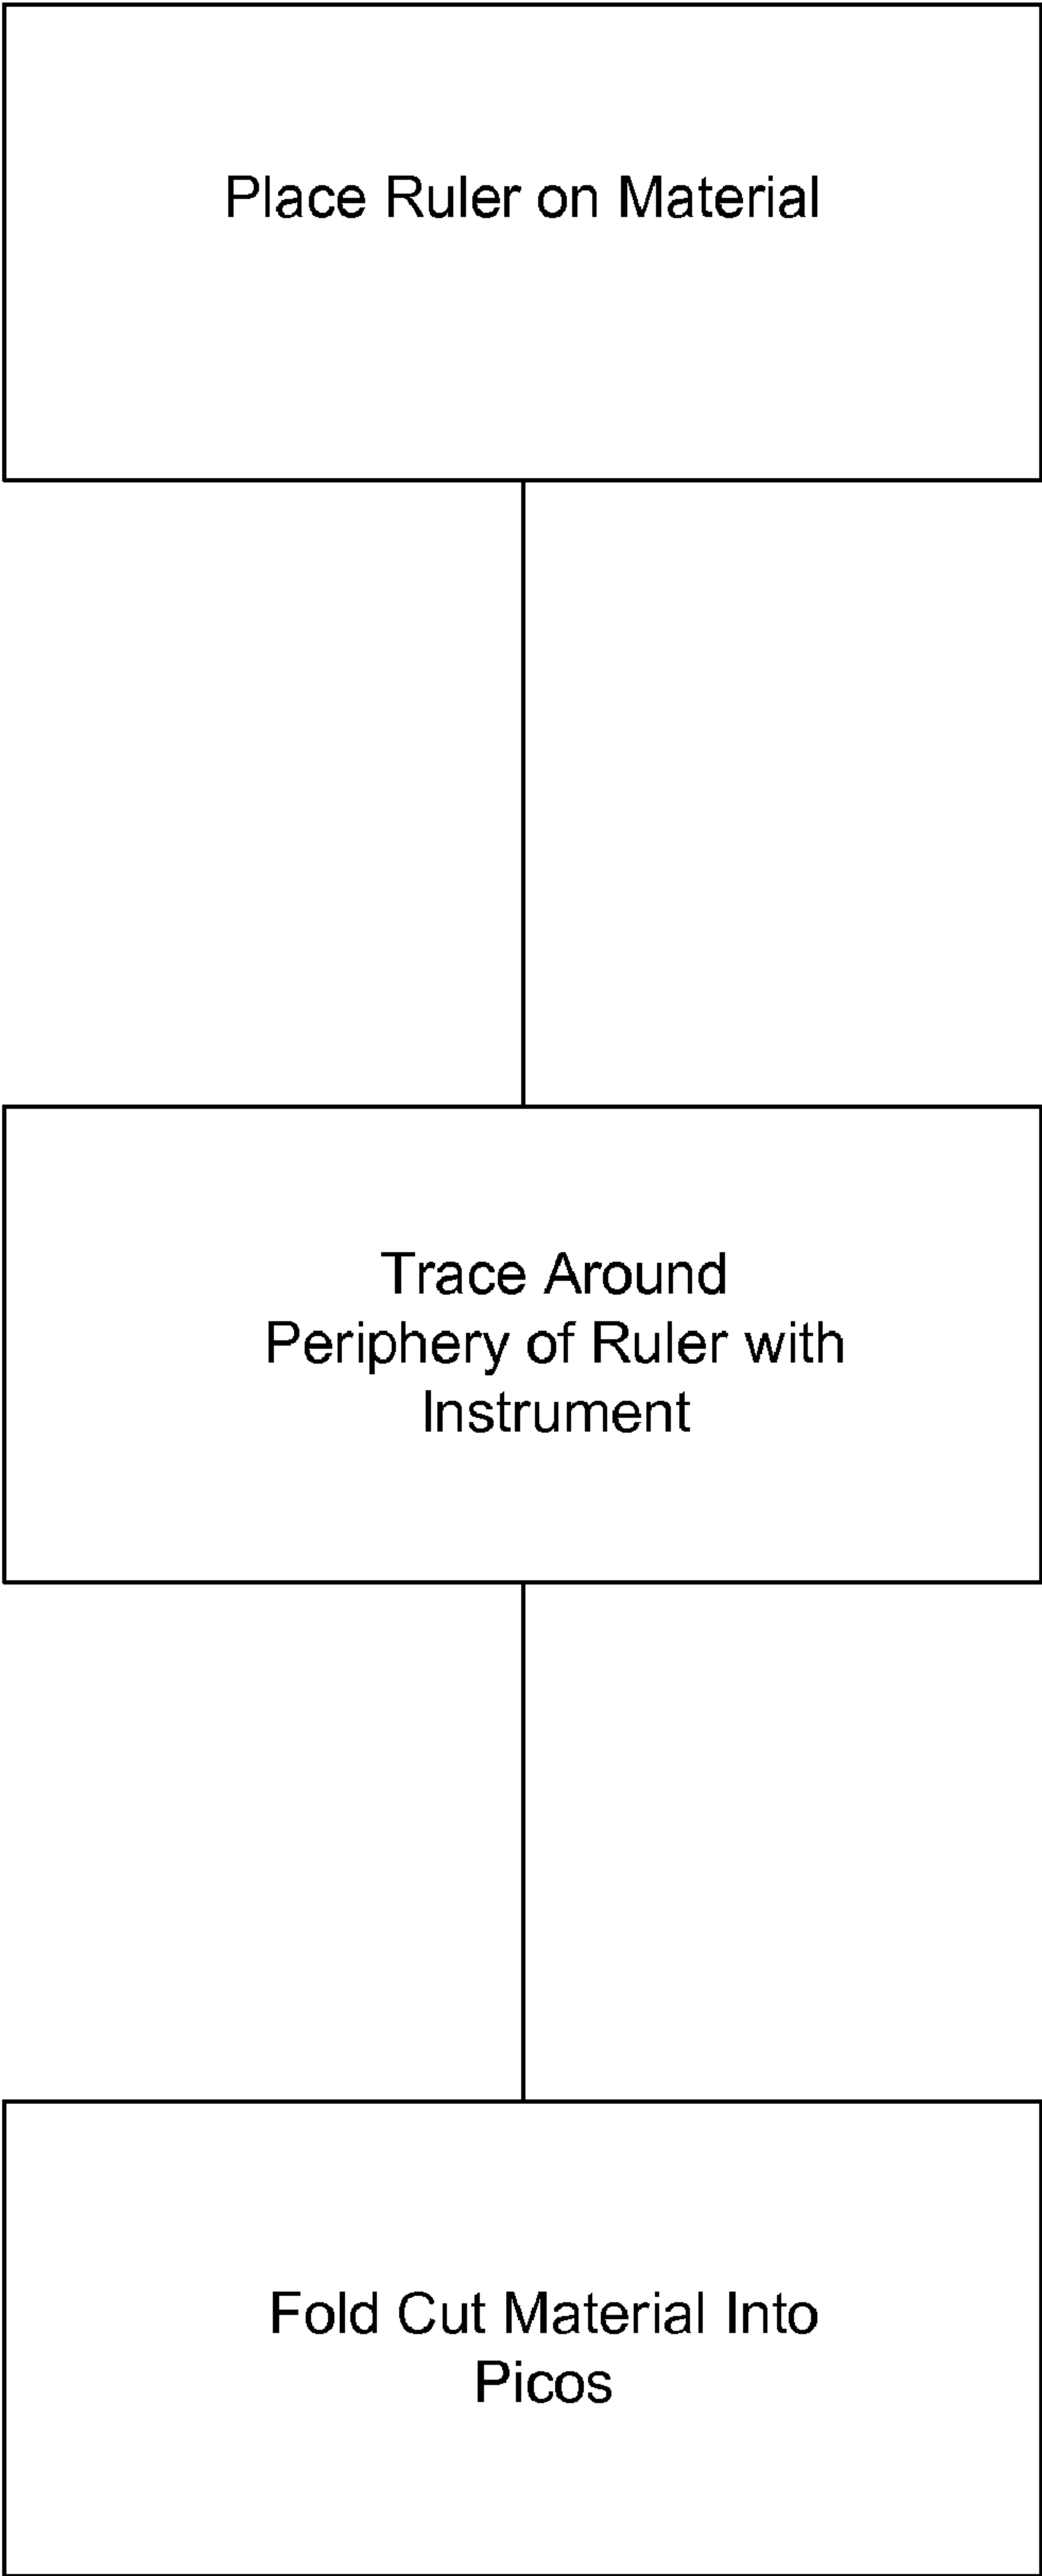 Place Ruler on Material
Trace Around
Periphery of Ruler with
Instrument
Fold Cut Material Into
Picos